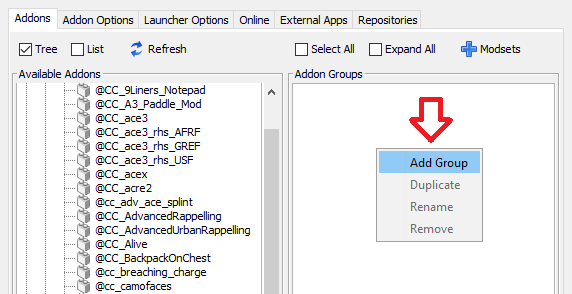 Addons Addon Options Launcher Options Online External Apps Repositories
Tree List Refresh Select All Expand All Modsets
Available Addons
@CC_9Liners_Notepad
@CC_A3_Paddle_Mod
@CC_ace3
@CC_ace3_rhs_AFRF
@CC_ace3_rhs_GREF
@CC_ace3_rhs_USF
@CC_acex
@CC_acre2
@cc_adv_ace_splint
@CC_AdvancedRappelling
@CC_AdvancedUrbanRappelling
@CC_Alive
@CC_BackpackOnChest
@cc_breaching_charge
@cc_camofaces
Addon Groups
Add Group
Duplicate
Rename
Remove